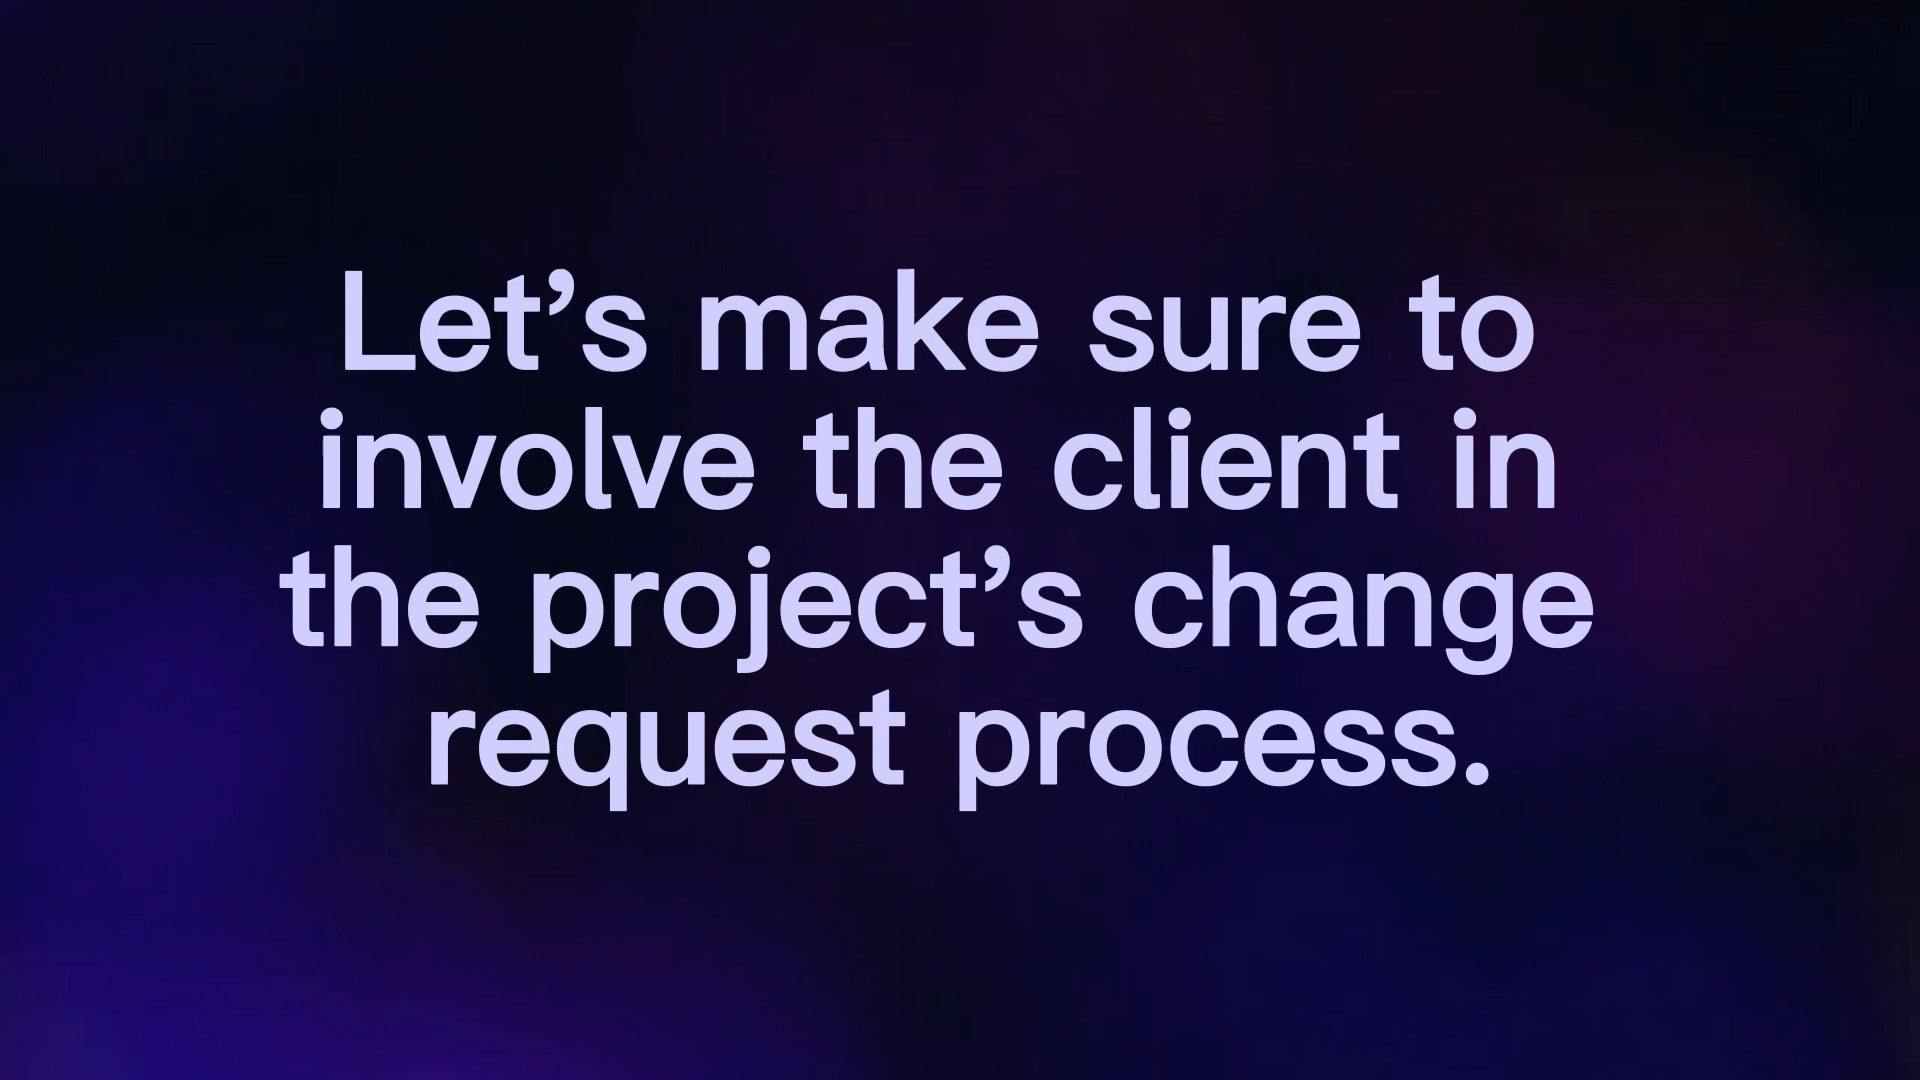 Let’s make sure to
involve the client in
the project’s change
request process.